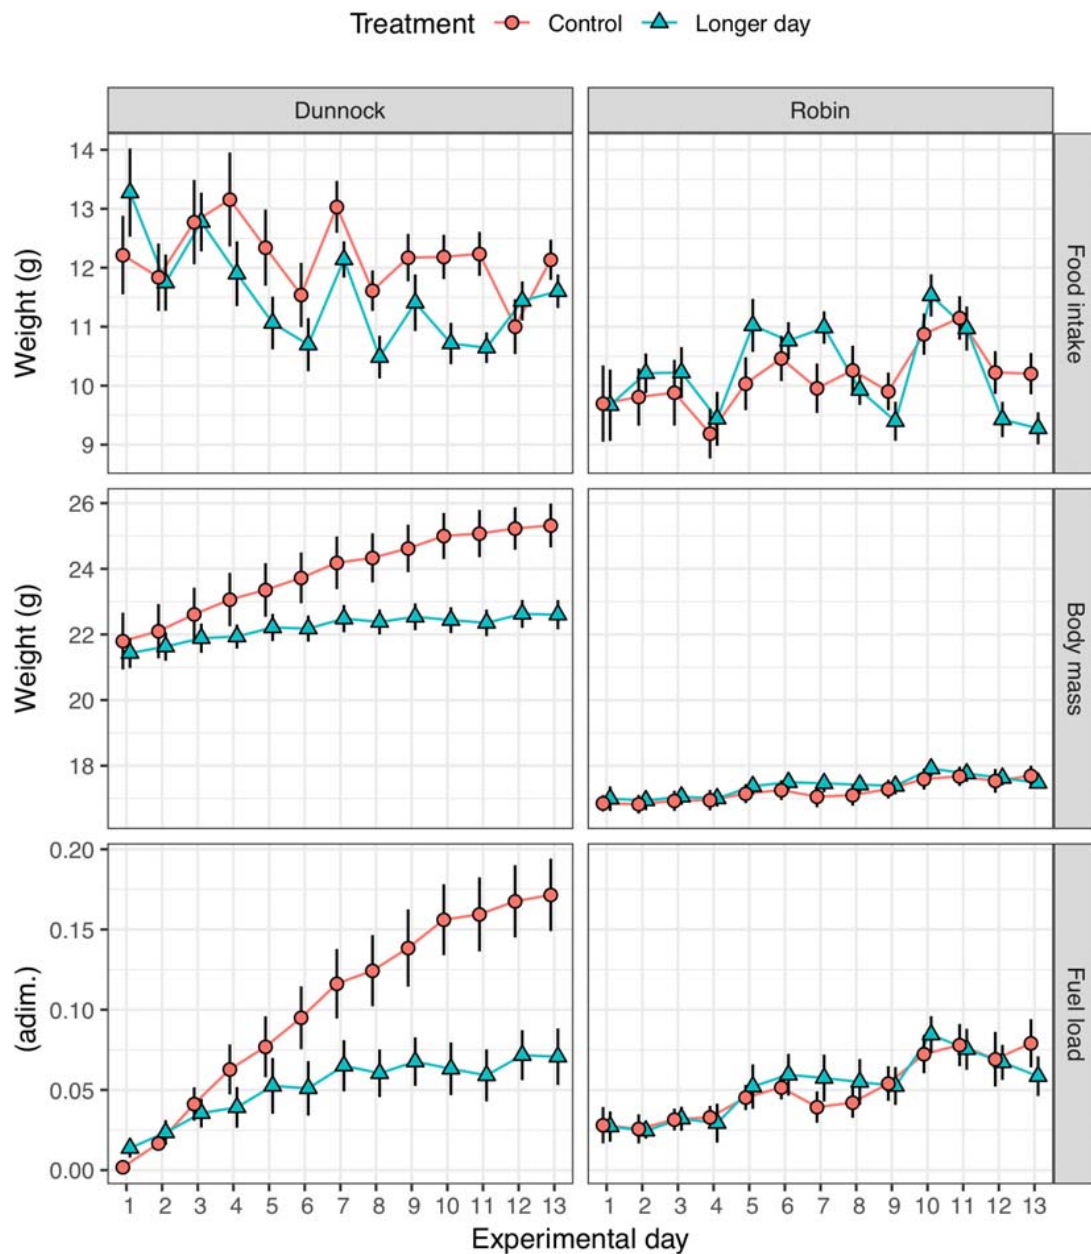 Treatment Control Longer day
Dunnock Robin
14
13
12
11
10
9
Weight (g)
Food intake
26
24
22
20
18
Weight (g)
Body mass
0.20
0.15
0.10
0.05
0.00
(adim.)
Fuel load
1 2 3 4 5 6 7 8 9 10 11 12 13 1 2 3 4 5 6 7 8 9 10 11 12 13
Experimental day